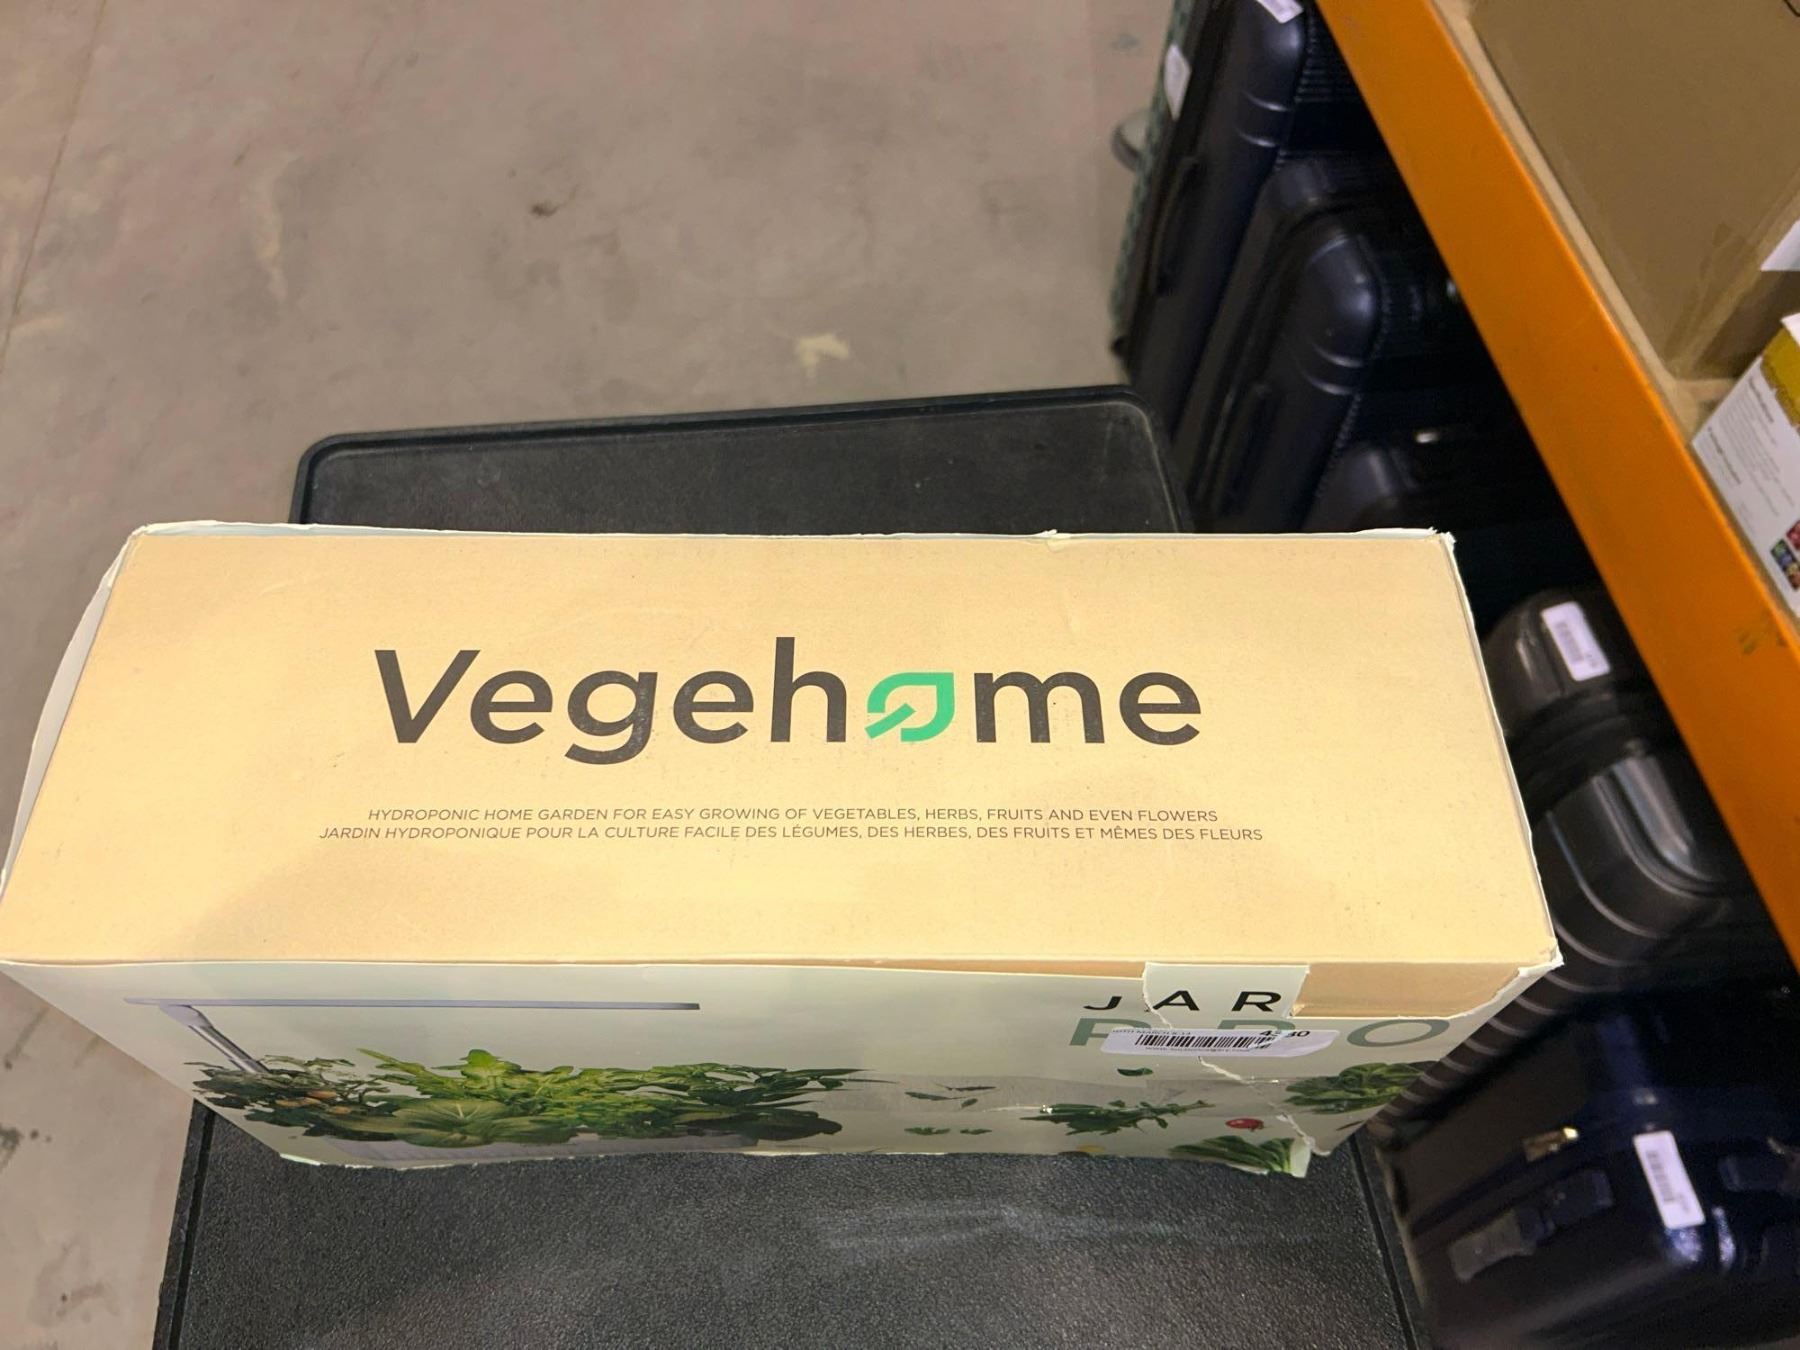 Vegehome
HYDROPONIC HOME GARDEN FOR EASY GROWING OF VEGETABLES, HERBS, FRUITS AND EVEN FLOWERS
JARDIN HYDROPONIQUE POUR LA CULTURE FACILE DES LÉGUMES, DES HERBES, DES FRUITS ET MÊMES DES FLEURS
JAR